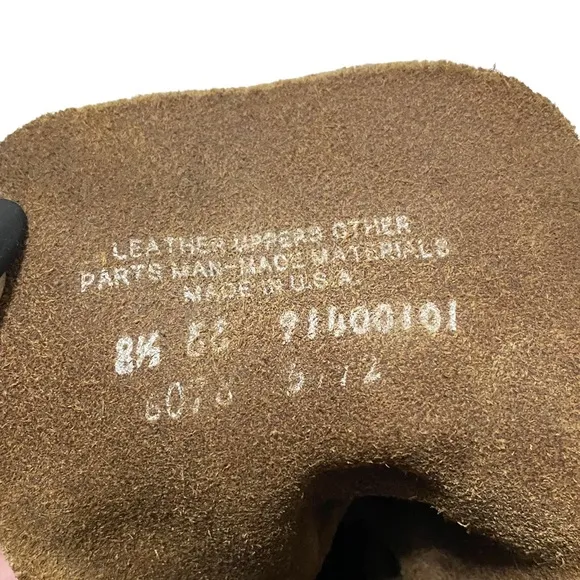 LEATHER UPPERS OTHER
PARTS MAN-MADE MATERIALS
MADE IN U.S.A.
8½ EE 91400101